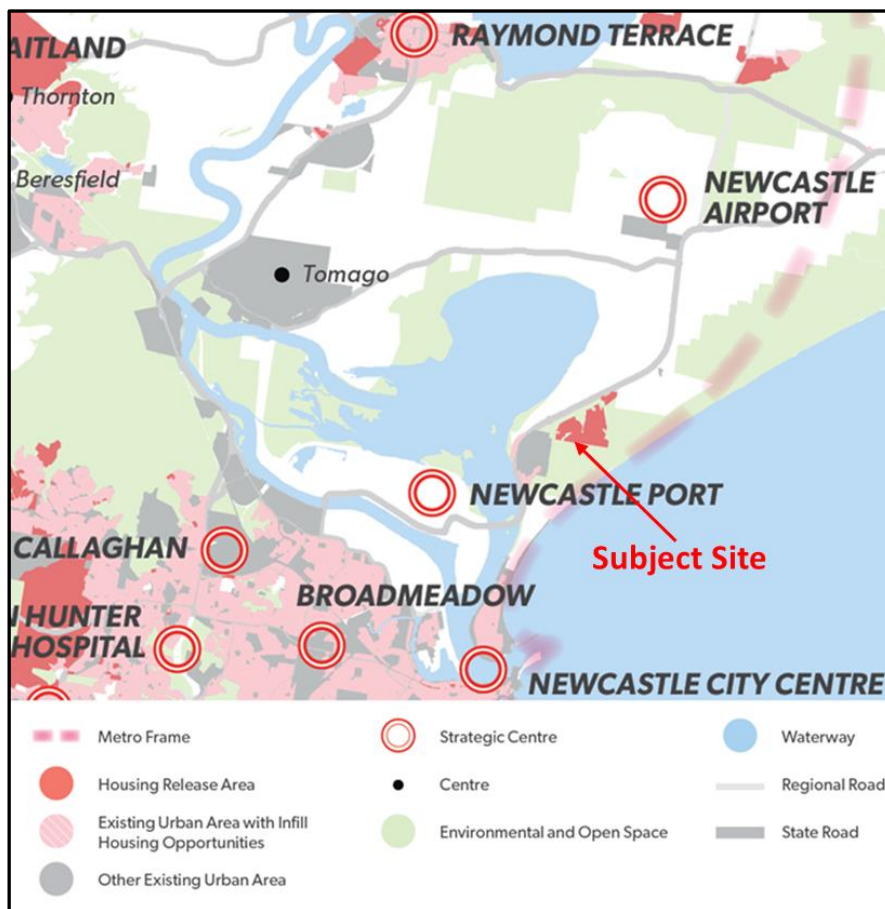 RAYMOND TERRACE
AITLAND
Thornton
Beresfield
NEWCASTLE
AIRPORT
Tomago
NEWCASTLE PORT
CALLAGHAN
Subject Site
BROADMEADOW
N HUNTER
HOSPITAL
NEWCASTLE CITY CENTRE
Metro Frame
Strategic Centre
Waterway
Housing Release Area
Centre
Regional Road
Existing Urban Area with Infill
Housing Opportunities
Environmental and Open Space
State Road
Other Existing Urban Area